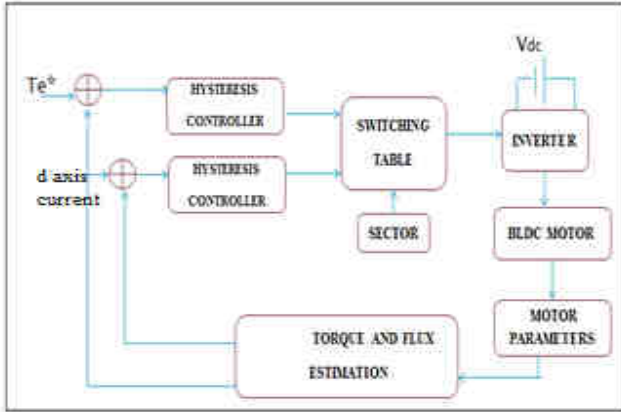 Vdc
Te*
HYSTERESIS
CONTROLLER
SWITCHING
TABLE
INVERTER
d axis
current
HYSTERESIS
CONTROLLER
SECTOR
BLDC MOTOR
MOTOR
PARAMETERS
TORQUE AND FLUX
ESTIMATION